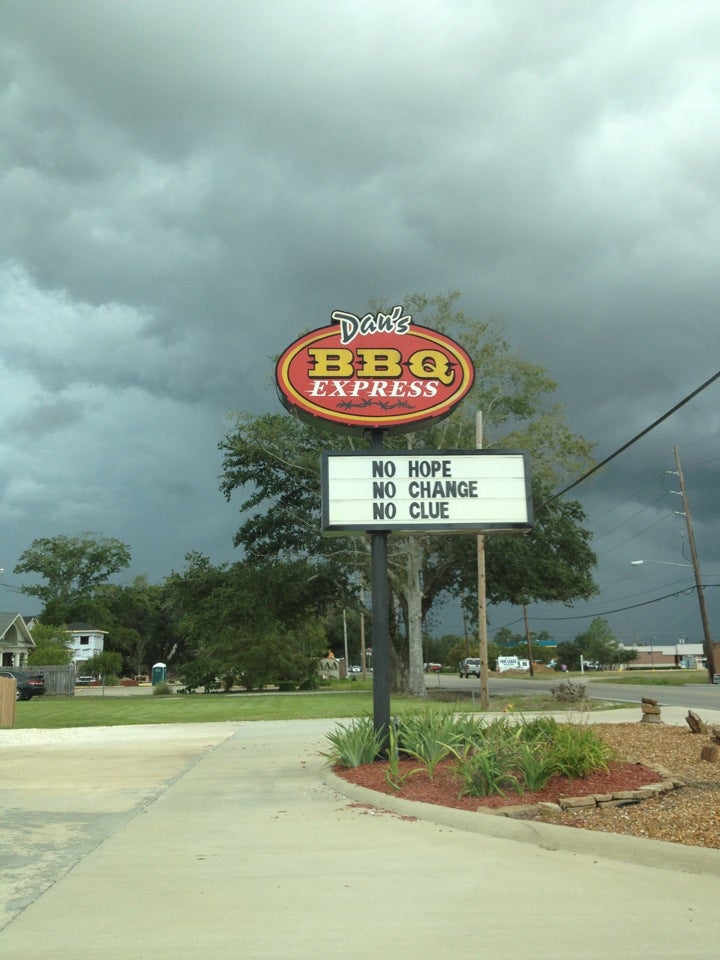 Dan's
BBQ
EXPRESS
NO HOPE
NO CHANGE
NO CLUE